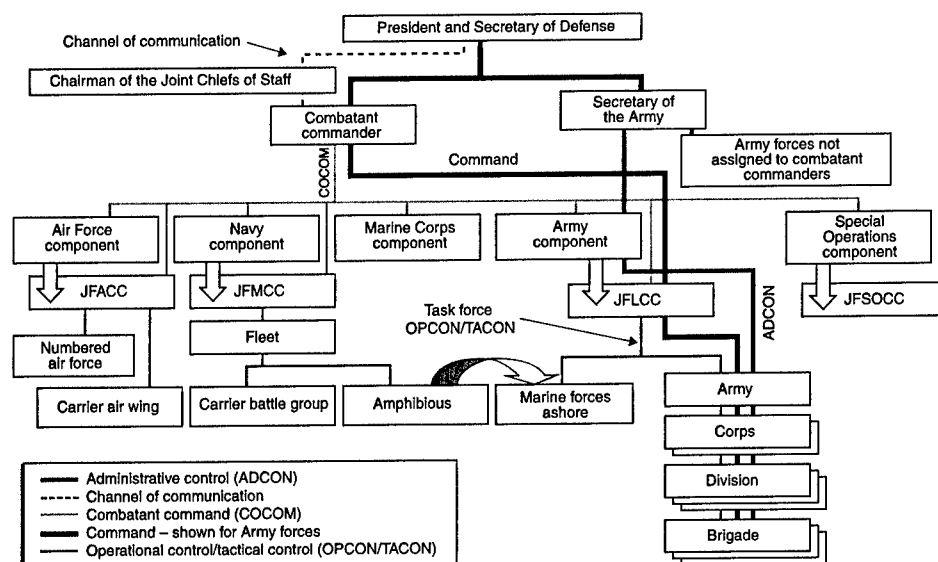 President and Secretary of Defense
Channel of communication
Chairman of the Joint Chiefs of Staff
Combatant
commander
Secretary of
the Army
Army forces not
assigned to combatant
commanders
Command
COCOM
Air Force
component
Navy
component
Marine Corps
component
Army
component
Special
Operations
component
JFACC
JFMCC
JFLCC
JFSOCC
ADCON
Task force
OPCON/TACON
Numbered
air force
Fleet
Carrier air wing
Carrier battle group
Amphibious
Marine forces
ashore
Army
Corps
Division
Brigade
Administrative control (ADCON)
Channel of communication
Combatant command (COCOM)
Command – shown for Army forces
Operational control/tactical control (OPCON/TACON)